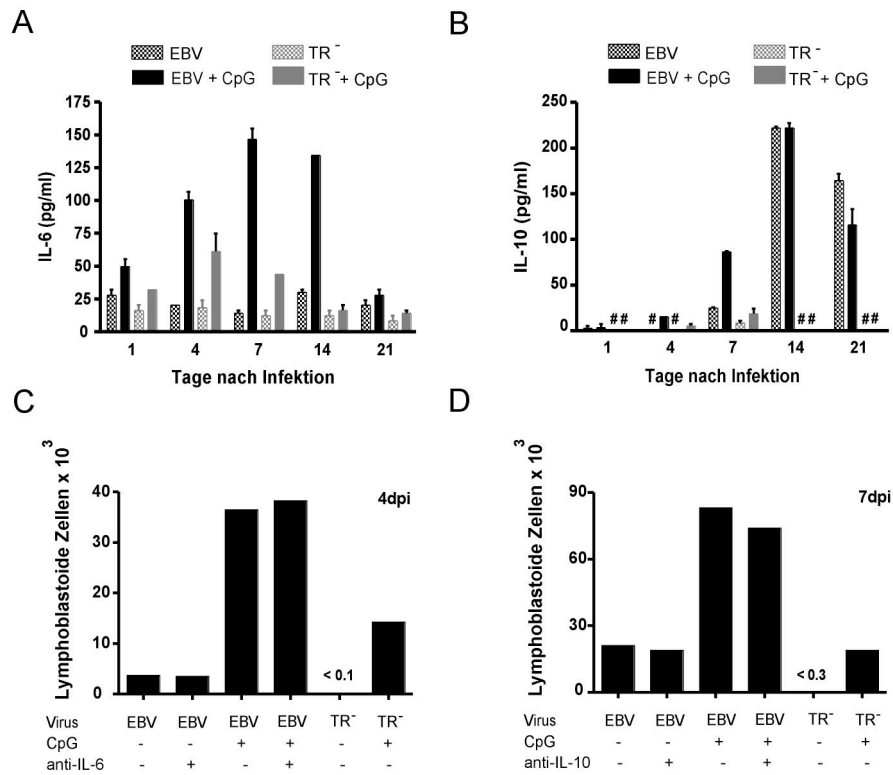 A
EBV
TR⁻
EBV + CpG
TR⁻+ CpG
IL-6 (pg/ml)
175
150
125
100
75
50
25
0
1 4 7 14 21
Tage nach Infektion
B
EBV
TR⁻
EBV + CpG
TR⁻+ CpG
IL-10 (pg/ml)
250
200
150
100
50
0
# # # # # # # #
1 4 7 14 21
Tage nach Infektion
C
Lymphoblastoide Zellen x 10³
40
30
20
10
0
4dpi
< 0.1
Virus EBV EBV EBV EBV TR⁻ TR⁻
CpG - - + + - +
anti-IL-6 - + - + - -
D
Lymphoblastoide Zellen x 10³
90
60
30
0
7dpi
< 0.3
Virus EBV EBV EBV EBV TR⁻ TR⁻
CpG - - + + - +
anti-IL-10 - + - + - -